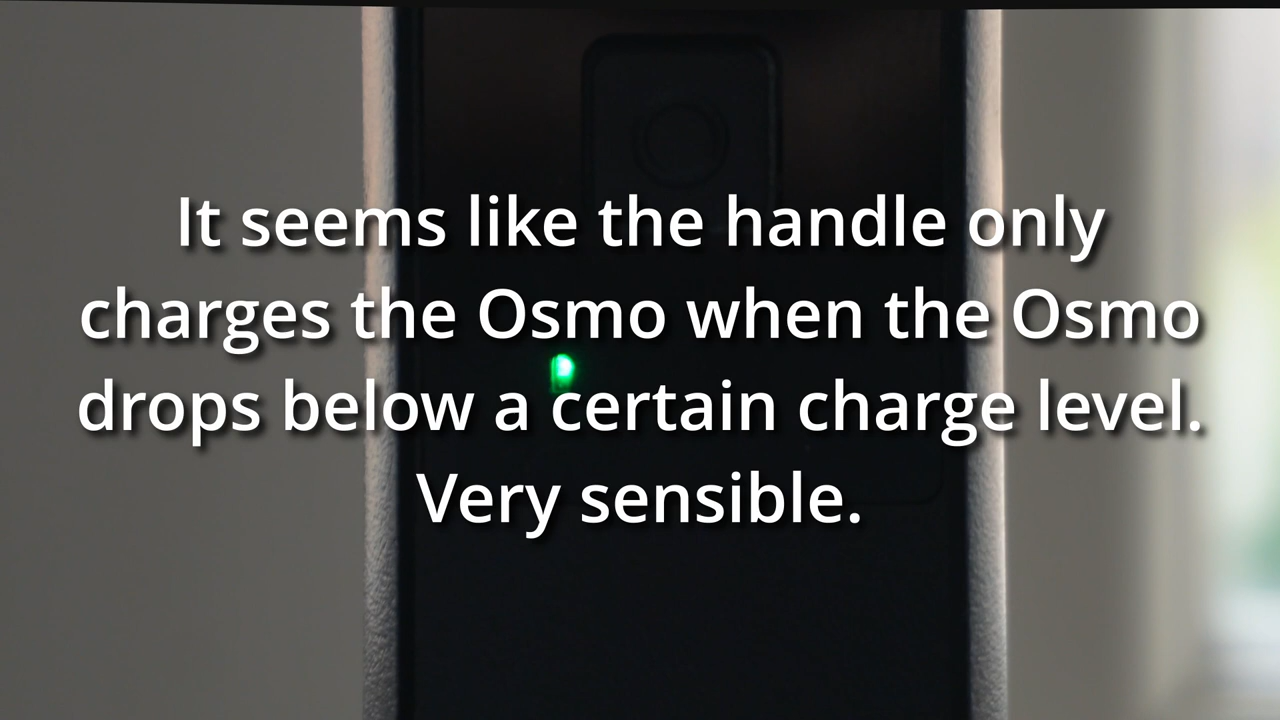 It seems like the handle only
charges the Osmo when the Osmo
drops below a certain charge level.
Very sensible.